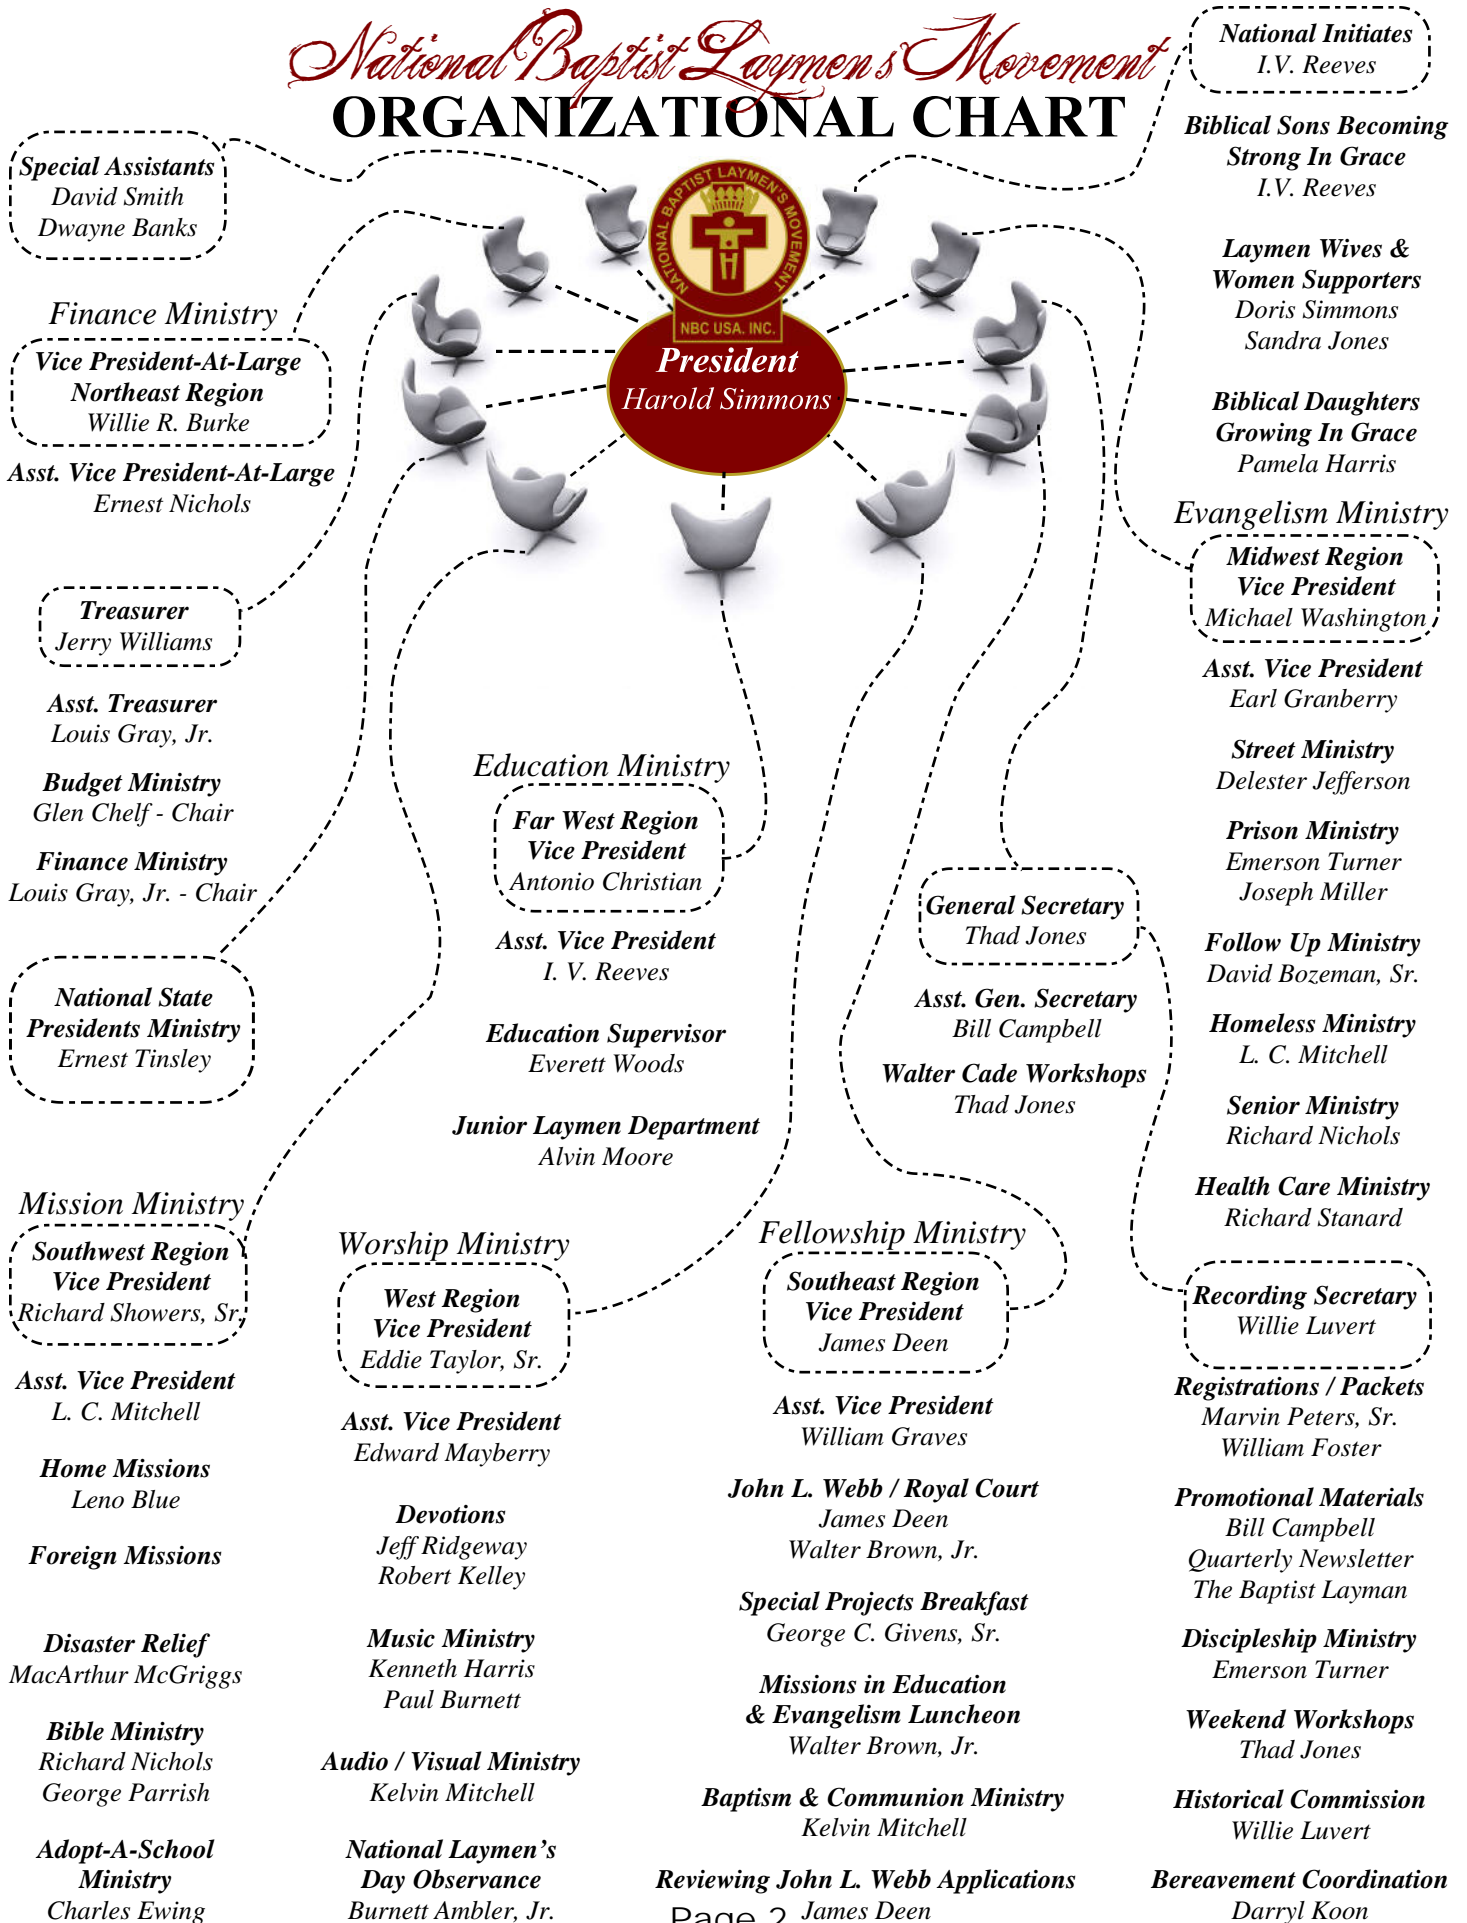 National Baptist Laymen's Movement
ORGANIZATIONAL CHART
NATIONAL BAPTIST LAYMEN'S MOVEMENT
NBC USA. INC.
President
Harold Simmons
Special Assistants
David Smith
Dwayne Banks
Finance Ministry
Vice President-At-Large
Northeast Region
Willie R. Burke
Asst. Vice President-At-Large
Ernest Nichols
Treasurer
Jerry Williams
Asst. Treasurer
Louis Gray, Jr.
Budget Ministry
Glen Chelf - Chair
Finance Ministry
Louis Gray, Jr. - Chair
National State
Presidents Ministry
Ernest Tinsley
Mission Ministry
Southwest Region
Vice President
Richard Showers, Sr.
Asst. Vice President
L. C. Mitchell
Home Missions
Leno Blue
Foreign Missions
Disaster Relief
MacArthur McGriggs
Bible Ministry
Richard Nichols
George Parrish
Adopt-A-School
Ministry
Charles Ewing
Worship Ministry
West Region
Vice President
Eddie Taylor, Sr.
Asst. Vice President
Edward Mayberry
Devotions
Jeff Ridgeway
Robert Kelley
Music Ministry
Kenneth Harris
Paul Burnett
Audio / Visual Ministry
Kelvin Mitchell
National Laymen's
Day Observance
Burnett Ambler, Jr.
Education Ministry
Far West Region
Vice President
Antonio Christian
Asst. Vice President
I. V. Reeves
Education Supervisor
Everett Woods
Junior Laymen Department
Alvin Moore
Fellowship Ministry
Southeast Region
Vice President
James Deen
Asst. Vice President
William Graves
John L. Webb / Royal Court
James Deen
Walter Brown, Jr.
Special Projects Breakfast
George C. Givens, Sr.
Missions in Education
& Evangelism Luncheon
Walter Brown, Jr.
Baptism & Communion Ministry
Kelvin Mitchell
Reviewing John L. Webb Applications
James Deen
General Secretary
Thad Jones
Asst. Gen. Secretary
Bill Campbell
Walter Cade Workshops
Thad Jones
National Initiates
I.V. Reeves
Biblical Sons Becoming
Strong In Grace
I.V. Reeves
Laymen Wives &
Women Supporters
Doris Simmons
Sandra Jones
Biblical Daughters
Growing In Grace
Pamela Harris
Evangelism Ministry
Midwest Region
Vice President
Michael Washington
Asst. Vice President
Earl Granberry
Street Ministry
Delester Jefferson
Prison Ministry
Emerson Turner
Joseph Miller
Follow Up Ministry
David Bozeman, Sr.
Homeless Ministry
L. C. Mitchell
Senior Ministry
Richard Nichols
Health Care Ministry
Richard Stanard
Recording Secretary
Willie Luvert
Registrations / Packets
Marvin Peters, Sr.
William Foster
Promotional Materials
Bill Campbell
Quarterly Newsletter
The Baptist Layman
Discipleship Ministry
Emerson Turner
Weekend Workshops
Thad Jones
Historical Commission
Willie Luvert
Bereavement Coordination
Darryl Koon
Page 2